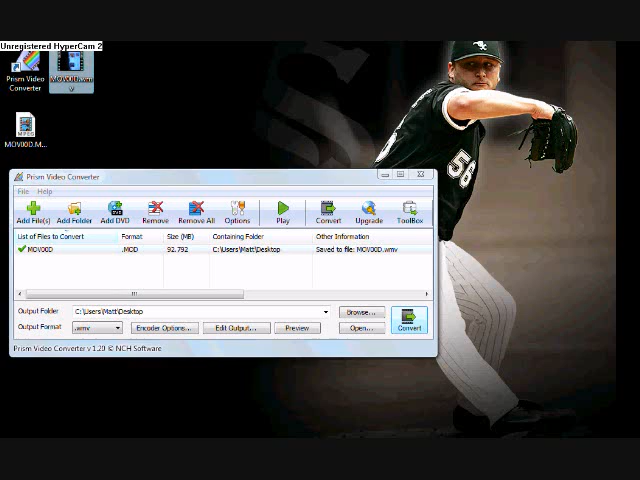 Unregistered HyperCam 2
Prism Video Converter
MOV00D.wmv
MPEG
MOV00D.M...
Prism Video Converter
File Help
Add File(s) Add Folder Add DVD Remove Remove All Options Play Convert Upgrade ToolBox
List of Files to Convert Format Size (MB) Containing Folder Other Information
MOV00D .MOD 92.792 C:\Users\Matt\Desktop Saved to file: MOV00D.wmv
Output Folder C:\Users\Matt\Desktop Browse...
Output Format .wmv Encoder Options... Edit Output... Preview Open... Convert
Prism Video Converter v 1.20 © NCH Software